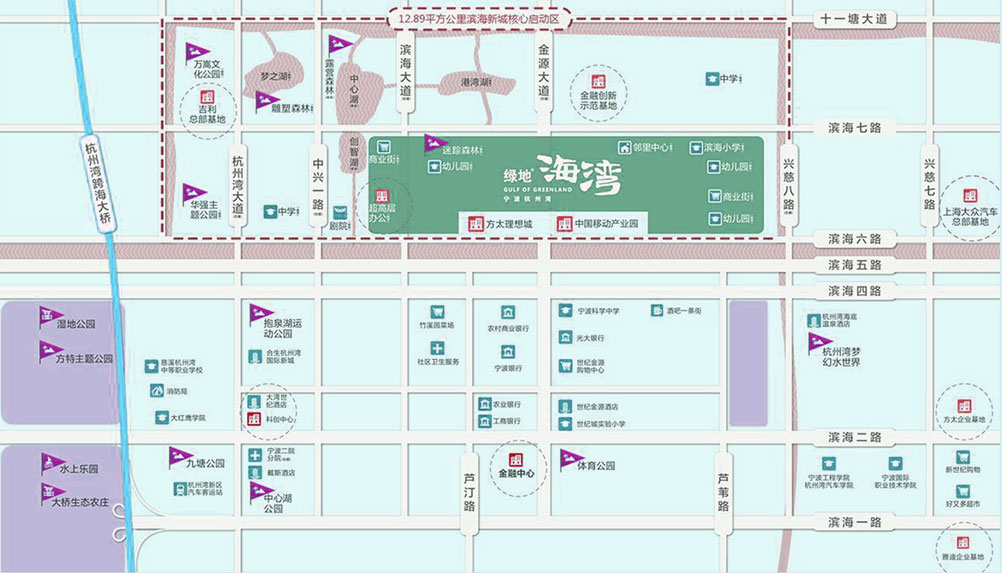 12.89平方公里滨海新城核心启动区
十一塘大道
万嵩文
化公园
梦之湖
露营森林
中心湖
滨海大道
港湾湖
金源大道
中学
雕塑森林
吉利
总部基地
金融创新
示范基地
滨海七路
杭州湾跨海大桥
杭州湾大道
中兴一路
创智湖
商业街
迷踪森林
幼儿园
绿地
海湾
GULF OF GREENLAND
宁波杭州湾
邻里中心
滨海小学
幼儿园
商业街
幼儿园
兴慈八路
兴慈七路
华强主
题公园
中学
剧院
超高层
办公
方太理想城
中国移动产业园
上海大众汽车
总部基地
滨海六路
滨海五路
滨海四路
湿地公园
方特主题公园
抱泉湖运
动公园
合生杭州湾
国际新城
慈溪杭州湾
中等职业学校
消防局
大红鹰学院
大湾世
纪酒店
科创中心
竹溪园菜场
社区卫生服务
农村商业银行
宁波银行
农业银行
工商银行
宁波科学中学
光大银行
世纪金源
购物中心
世纪金源酒店
世纪城实验小学
酒吧一条街
杭州湾海底
温泉酒店
杭州湾梦
幻水世界
方太企业基地
滨海二路
水上乐园
大桥生态农庄
九塘公园
杭州湾新区
汽车客运站
宁波二院
分院
戴斯酒店
中心湖
公园
芦汀路
金融中心
体育公园
芦苇路
宁波工程学院
杭州湾汽车学院
宁波国际
职业技术学院
新世纪购物
好又多超市
滨海一路
雅迪企业基地